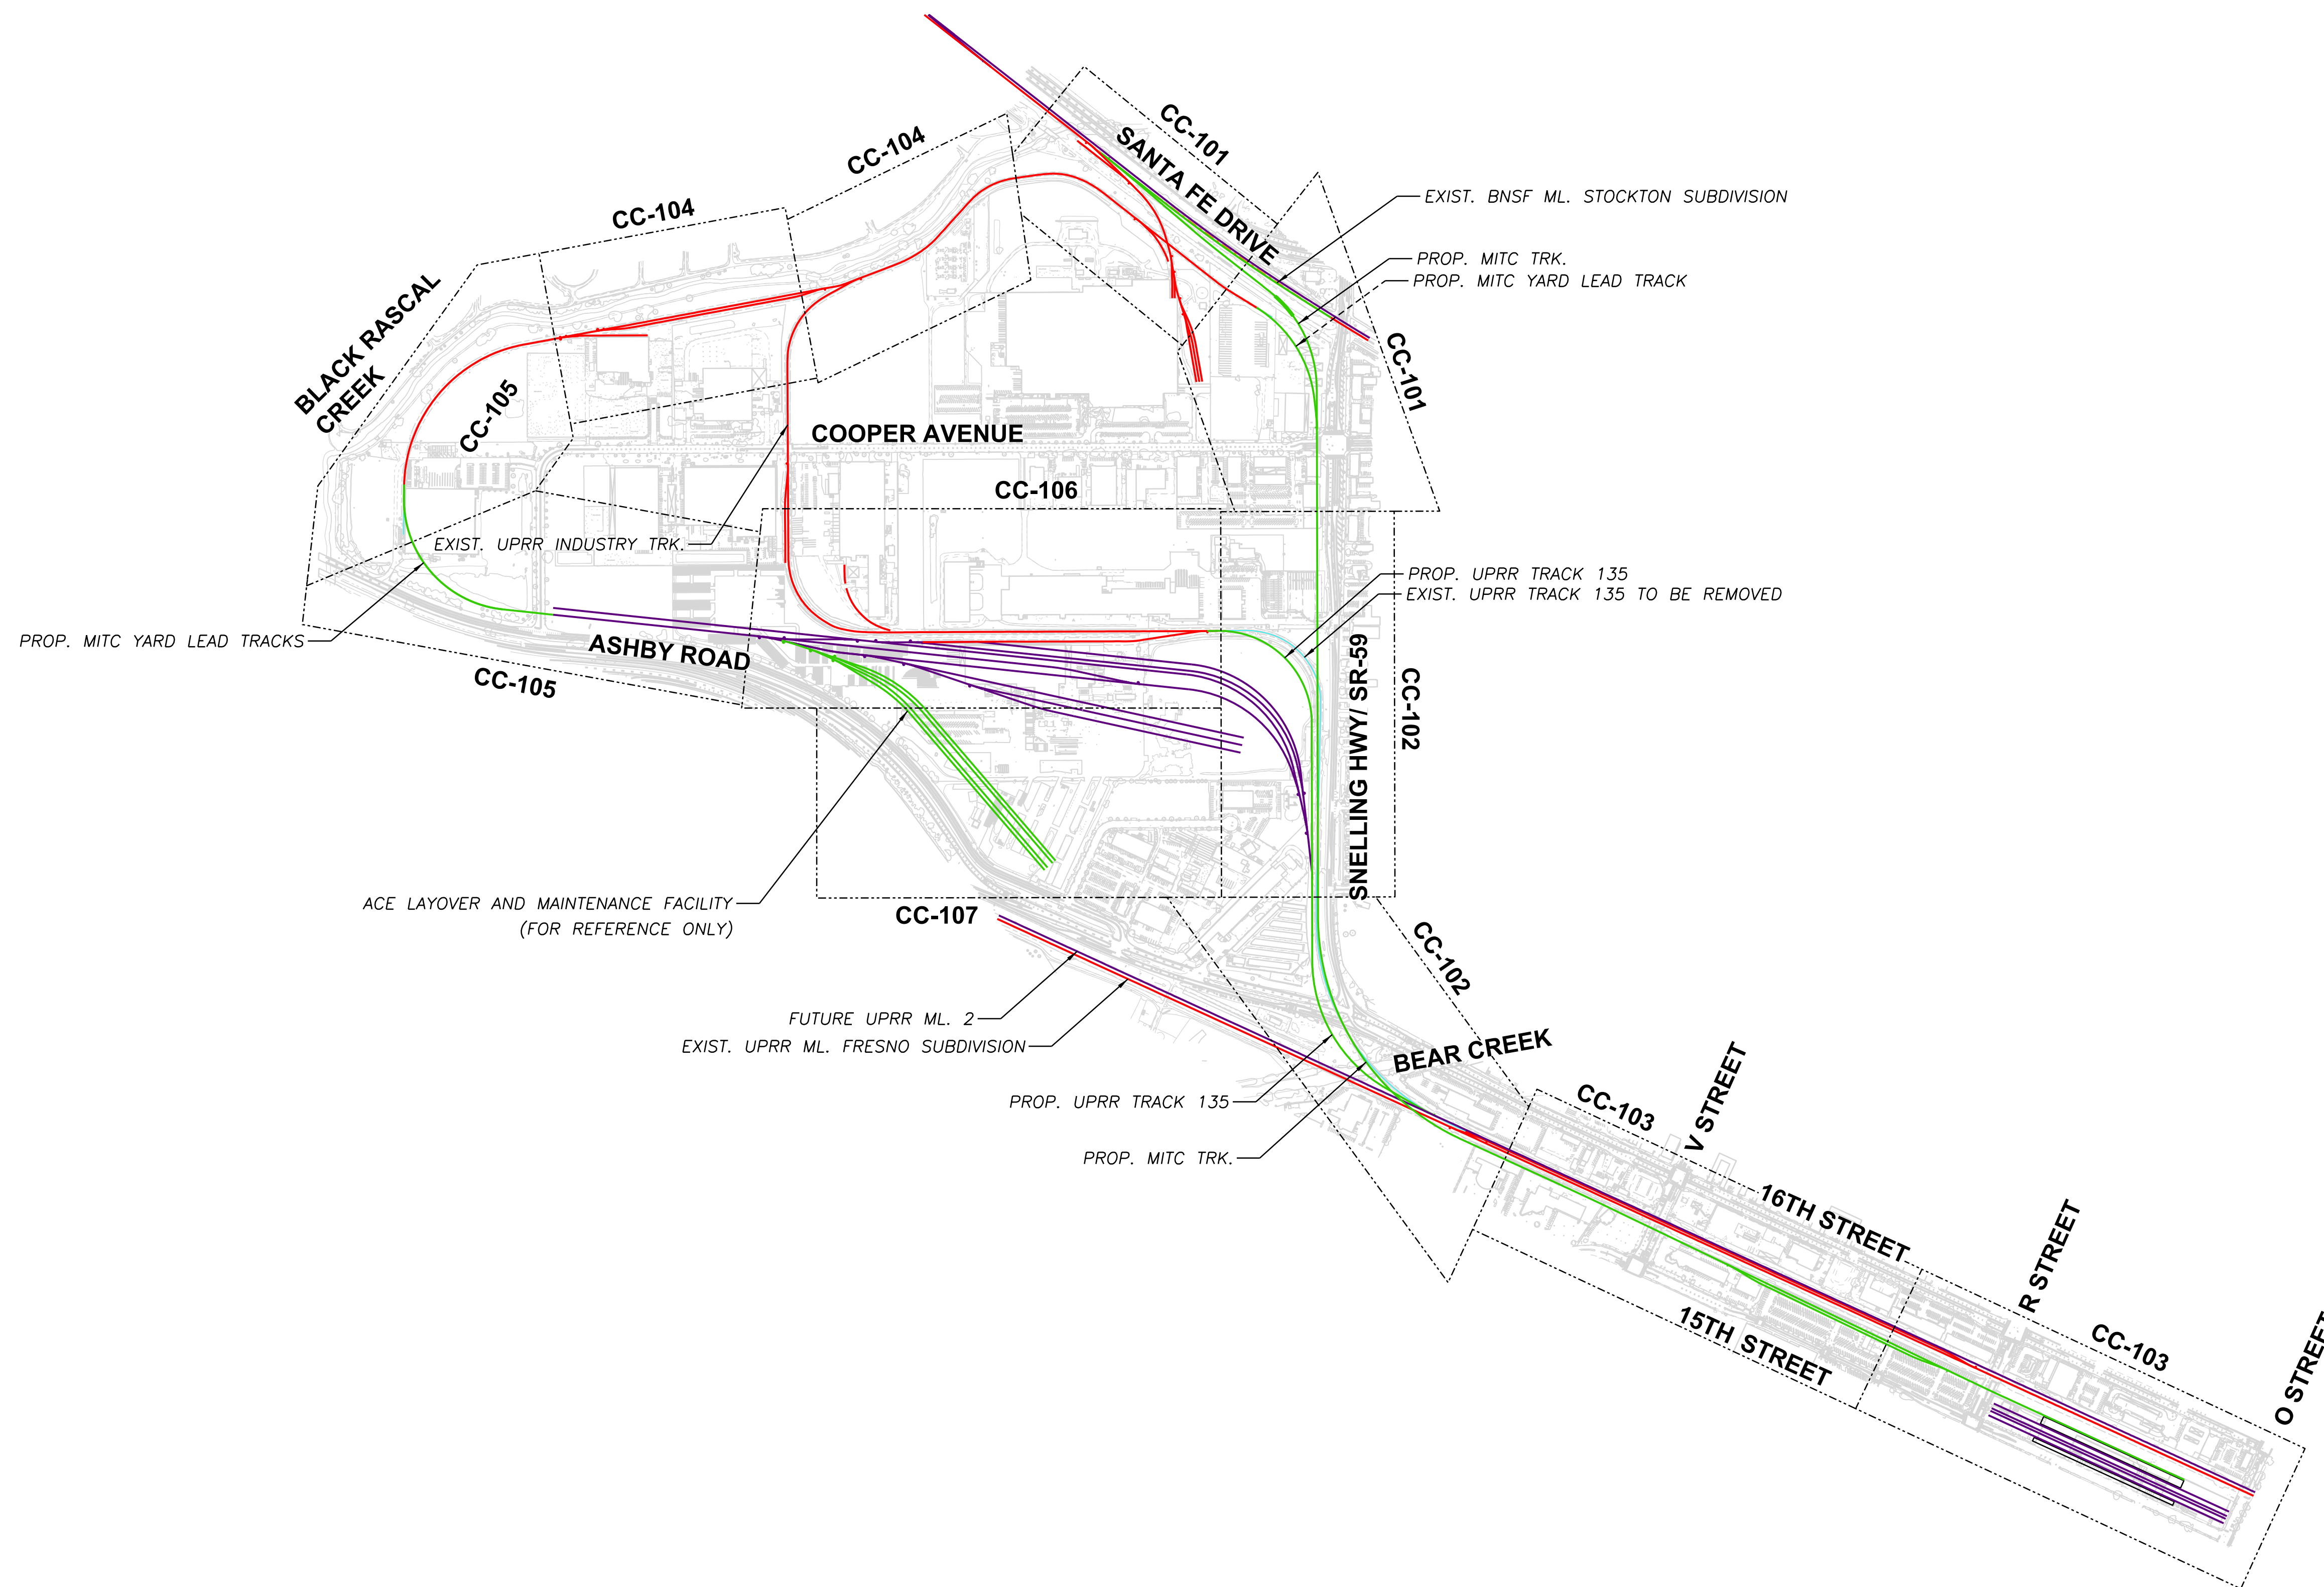 CC-101
CC-104
SANTA FE DRIVE
CC-104
EXIST. BNSF ML. STOCKTON SUBDIVISION
PROP. MITC TRK.
PROP. MITC YARD LEAD TRACK
BLACK RASCAL
CREEK
CC-105
CC-101
COOPER AVENUE
CC-106
EXIST. UPRR INDUSTRY TRK.
PROP. UPRR TRACK 135
EXIST. UPRR TRACK 135 TO BE REMOVED
PROP. MITC YARD LEAD TRACKS
ASHBY ROAD
CC-105
SNELLING HWY/ SR-59
CC-102
ACE LAYOVER AND MAINTENANCE FACILITY
(FOR REFERENCE ONLY)
CC-107
CC-102
FUTURE UPRR ML. 2
EXIST. UPRR ML. FRESNO SUBDIVISION
BEAR CREEK
PROP. UPRR TRACK 135
CC-103
V STREET
PROP. MITC TRK.
16TH STREET
R STREET
15TH STREET
CC-103
O STREET